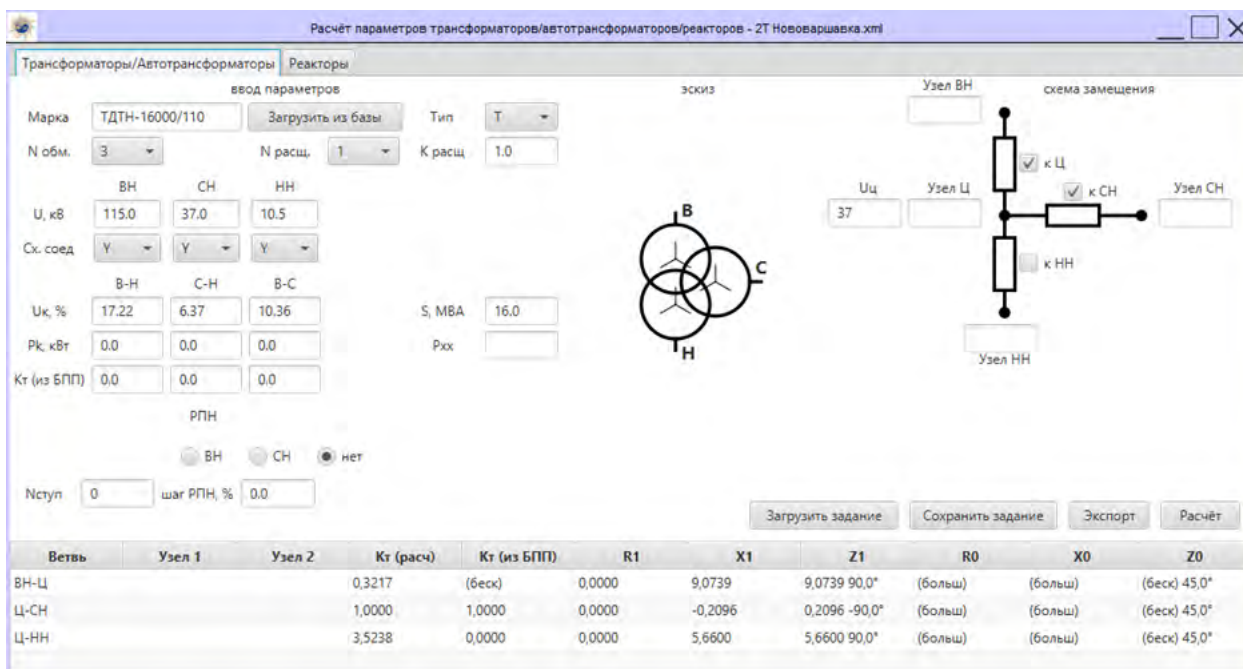 Расчёт параметров трансформаторов/автотрансформаторов/реакторов - 2Т Нововаршавка.xml
Трансформаторы/Автотрансформаторы Реакторы
ввод параметров эскиз Узел ВН схема замещения
Марка ТДТН-16000/110 Загрузить из базы Тип Т
N обм. 3 N расщ. 1 К расщ 1.0
к Ц
ВН СН НН
Uц Узел Ц к СН Узел СН
U, кВ 115.0 37.0 10.5 37
В
Сх. соед Y Y Y
С
к НН
В-Н С-Н В-С
Uк, % 17.22 6.37 10.36 S, МВА 16.0
Pk, кВт 0.0 0.0 0.0 Pхх
Н
Узел НН
Кт (из БПП) 0.0 0.0 0.0
РПН
ВН СН нет
Nступ 0 шаг РПН, % 0.0
Загрузить задание Сохранить задание Экспорт Расчёт
Ветвь Узел 1 Узел 2 Кт (расч) Кт (из БПП) R1 X1 Z1 R0 X0 Z0
ВН-Ц 0,3217 (беск) 0,0000 9,0739 9,0739 90,0° (больш) (больш) (беск) 45,0°
Ц-СН 1,0000 1,0000 0,0000 -0,2096 0,2096 -90,0° (больш) (больш) (беск) 45,0°
Ц-НН 3,5238 0,0000 0,0000 5,6600 5,6600 90,0° (больш) (больш) (беск) 45,0°